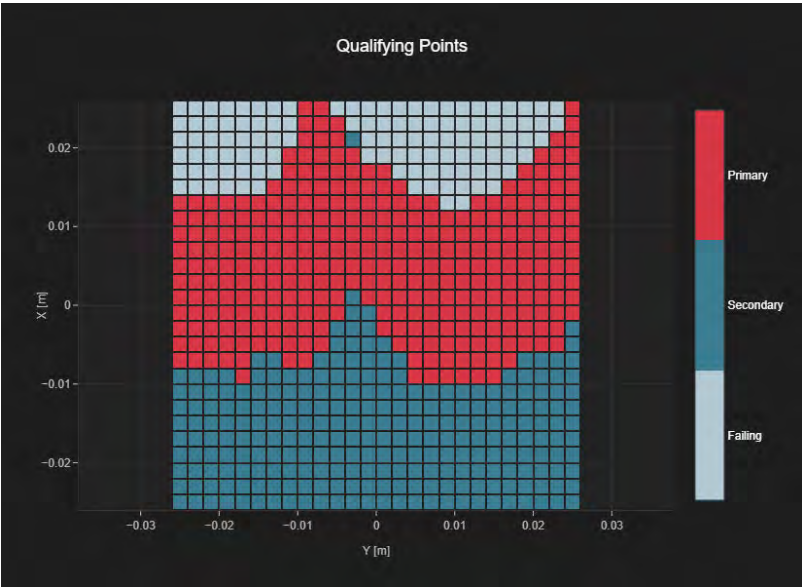 Qualifying Points
0.02
0.01
0
−0.01
−0.02
X [m]
−0.03
−0.02
−0.01
0
0.01
0.02
0.03
Y [m]
Primary
Secondary
Failing